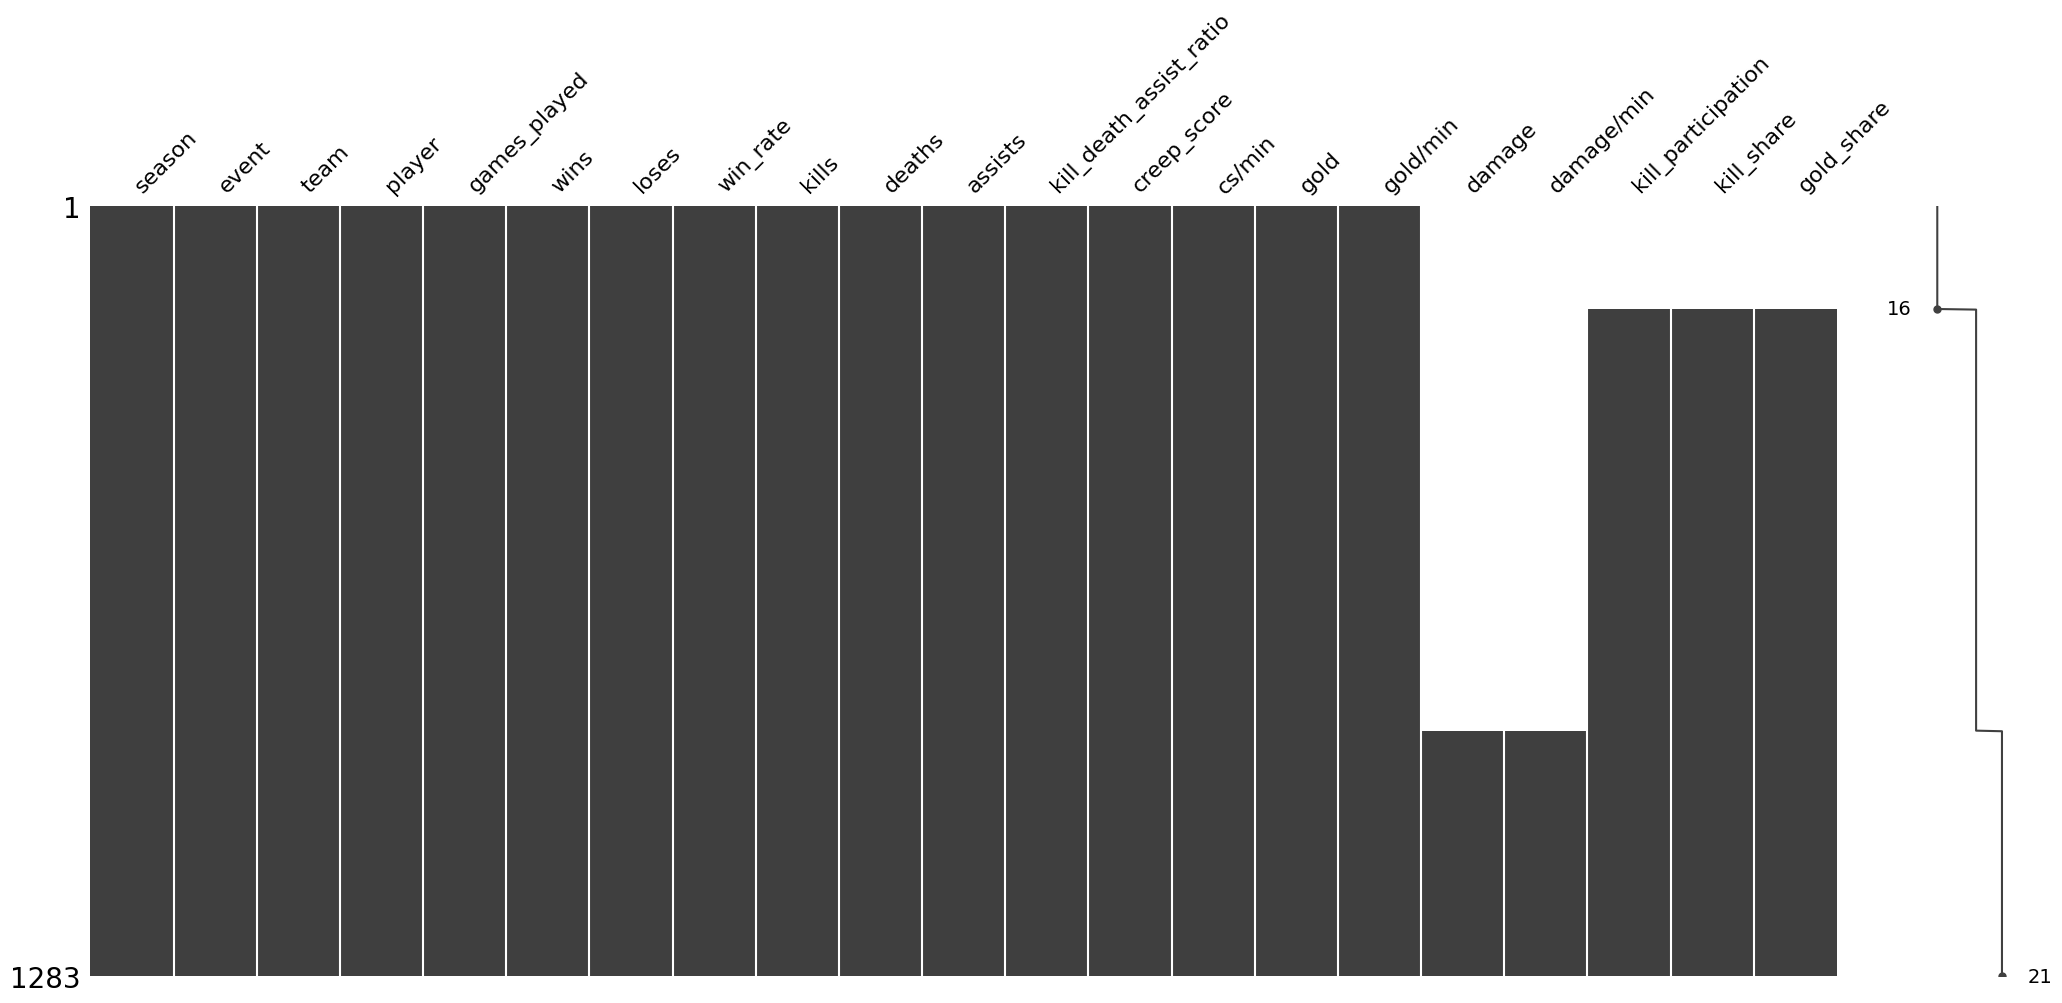 season
event
team
player
games_played
wins
loses
win_rate
kills
deaths
assists
kill_death_assist_ratio
creep_score
cs/min
gold
gold/min
damage
damage/min
kill_participation
kill_share
gold_share
1
16
1283
21